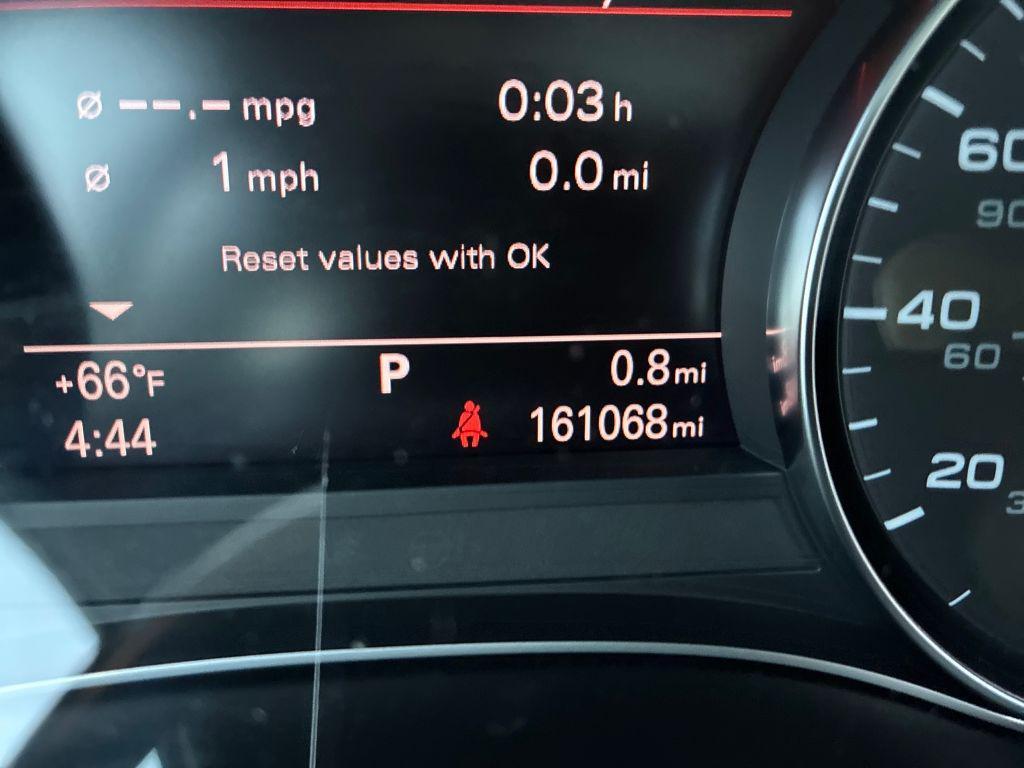 Ø --.- mpg 0:03 h
Ø 1 mph 0.0 mi
Reset values with OK
+66°F P 0.8 mi
4:44 161068 mi
60
40
60
20